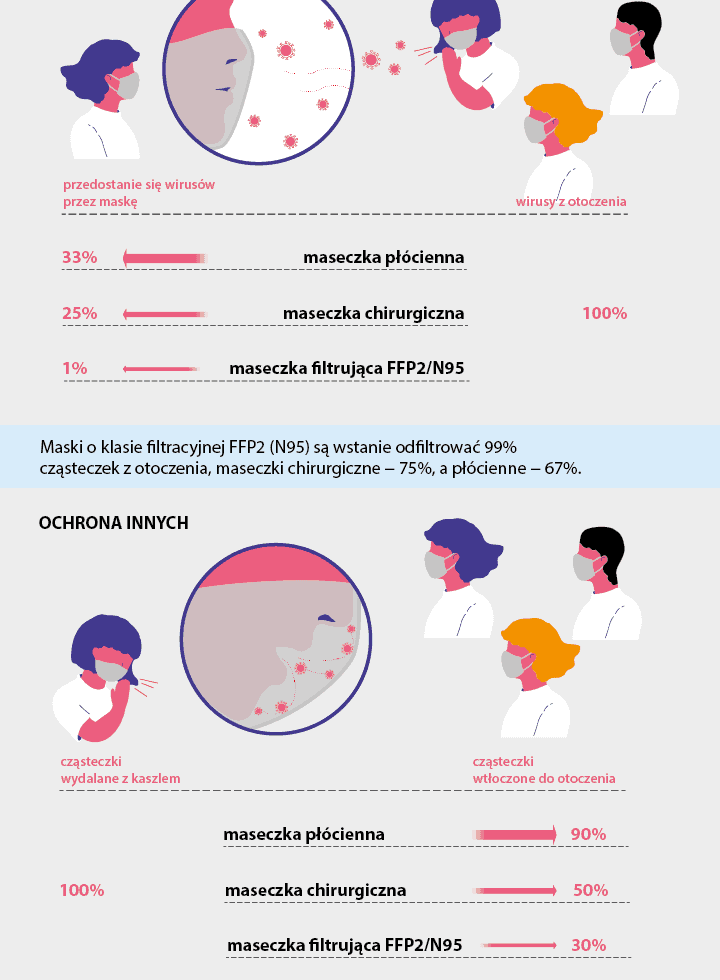 przedostanie się wirusów
przez maskę
wirusy z otoczenia
33%
maseczka płócienna
25%
maseczka chirurgiczna
100%
1%
maseczka filtrująca FFP2/N95
Maski o klasie filtracyjnej FFP2 (N95) są wstanie odfiltrować 99%
cząsteczek z otoczenia, maseczki chirurgiczne – 75%, a płócienne – 67%.
OCHRONA INNYCH
cząsteczki
wydalane z kaszlem
cząsteczki
wtłoczone do otoczenia
maseczka płócienna
90%
100%
maseczka chirurgiczna
50%
maseczka filtrująca FFP2/N95
30%